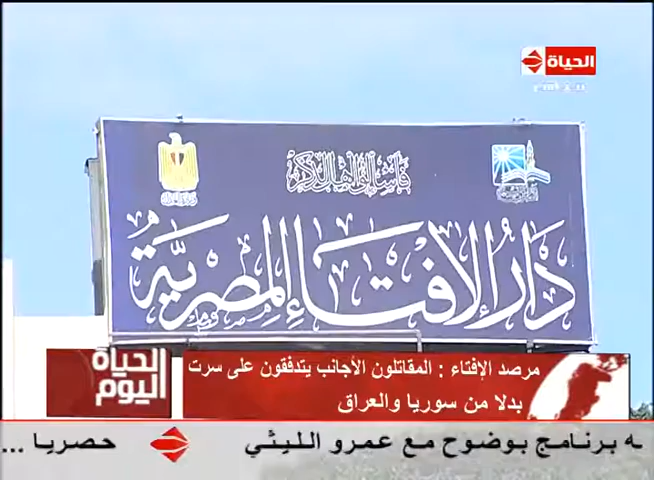 الحياة
فاسألوا أهل الذكر
دار الإفتاء المصرية
الحياة اليوم
مرصد الإفتاء : المقاتلون الأجانب يتدفقون على سرت
بدلا من سوريا والعراق
ـه برنامج بوضوح مع عمرو الليثي
حصريا ...